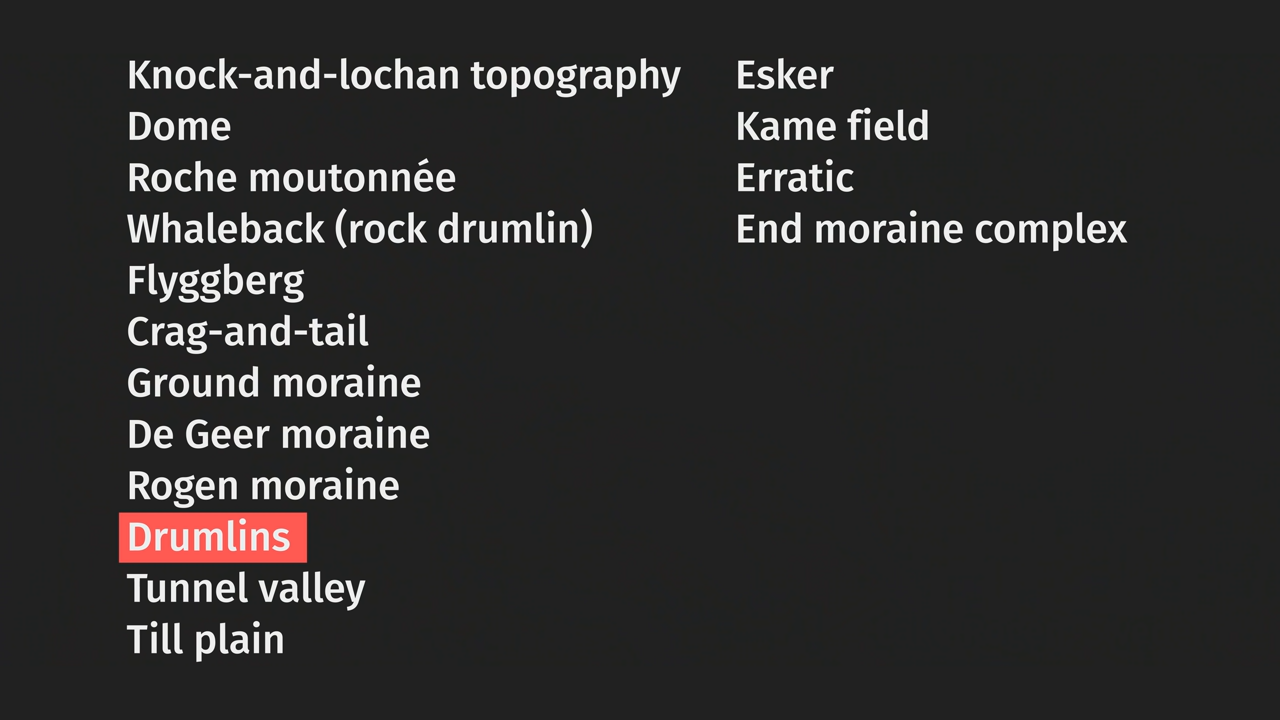 Knock-and-lochan topography
Dome
Roche moutonnée
Whaleback (rock drumlin)
Flyggberg
Crag-and-tail
Ground moraine
De Geer moraine
Rogen moraine
Drumlins
Tunnel valley
Till plain
Esker
Kame field
Erratic
End moraine complex